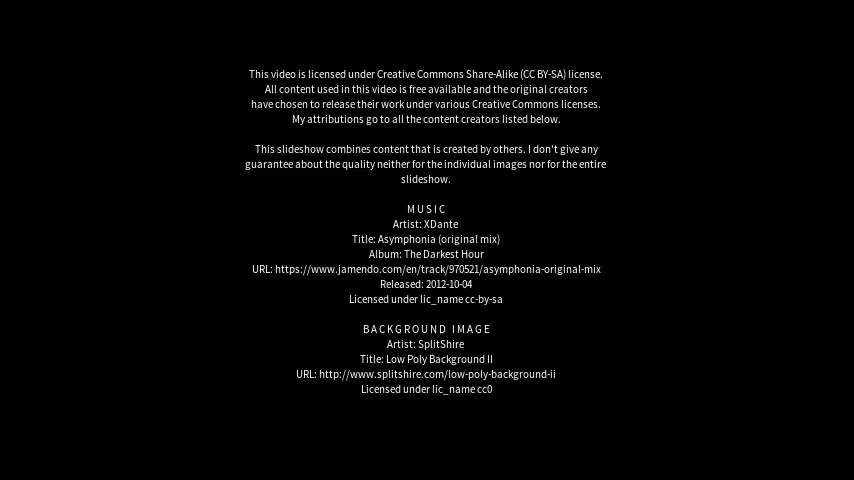 This video is licensed under Creative Commons Share-Alike (CC BY-SA) license.
All content used in this video is free available and the original creators
have chosen to release their work under various Creative Commons licenses.
My attributions go to all the content creators listed below.
This slideshow combines content that is created by others. I don't give any
guarantee about the quality neither for the individual images nor for the entire
slideshow.
MUSIC
Artist: XDante
Title: Asymphonia (original mix)
Album: The Darkest Hour
URL: https://www.jamendo.com/en/track/970521/asymphonia-original-mix
Released: 2012-10-04
Licensed under lic_name cc-by-sa
BACKGROUND IMAGE
Artist: SplitShire
Title: Low Poly Background II
URL: http://www.splitshire.com/low-poly-background-ii
Licensed under lic_name cc0